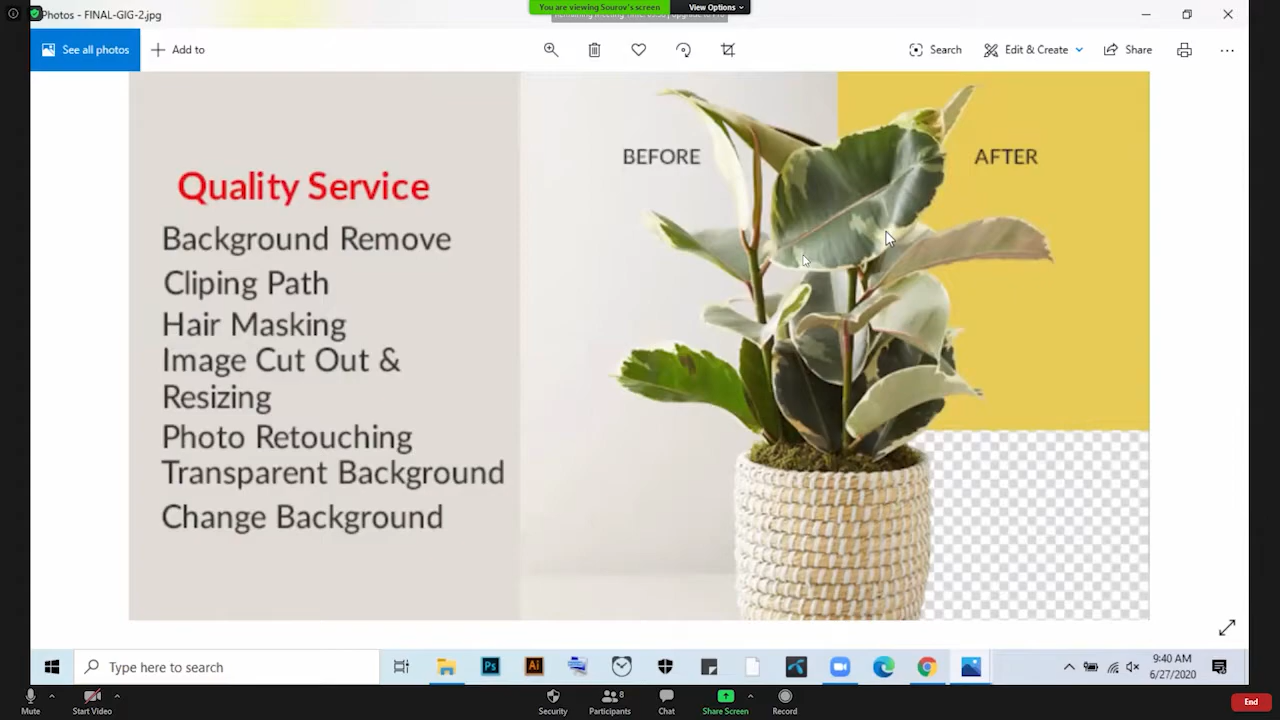 You are viewing Sourov's screen
View Options
Photos - FINAL-GIG-2.jpg
See all photos
Add to
Search
Edit & Create
Share
BEFORE
AFTER
Quality Service
Background Remove
Cliping Path
Hair Masking
Image Cut Out &
Resizing
Photo Retouching
Transparent Background
Change Background
Type here to search
Ps
Ai
9:40 AM
6/27/2020
Mute
Start Video
Security
Participants
8
Chat
Share Screen
Record
End